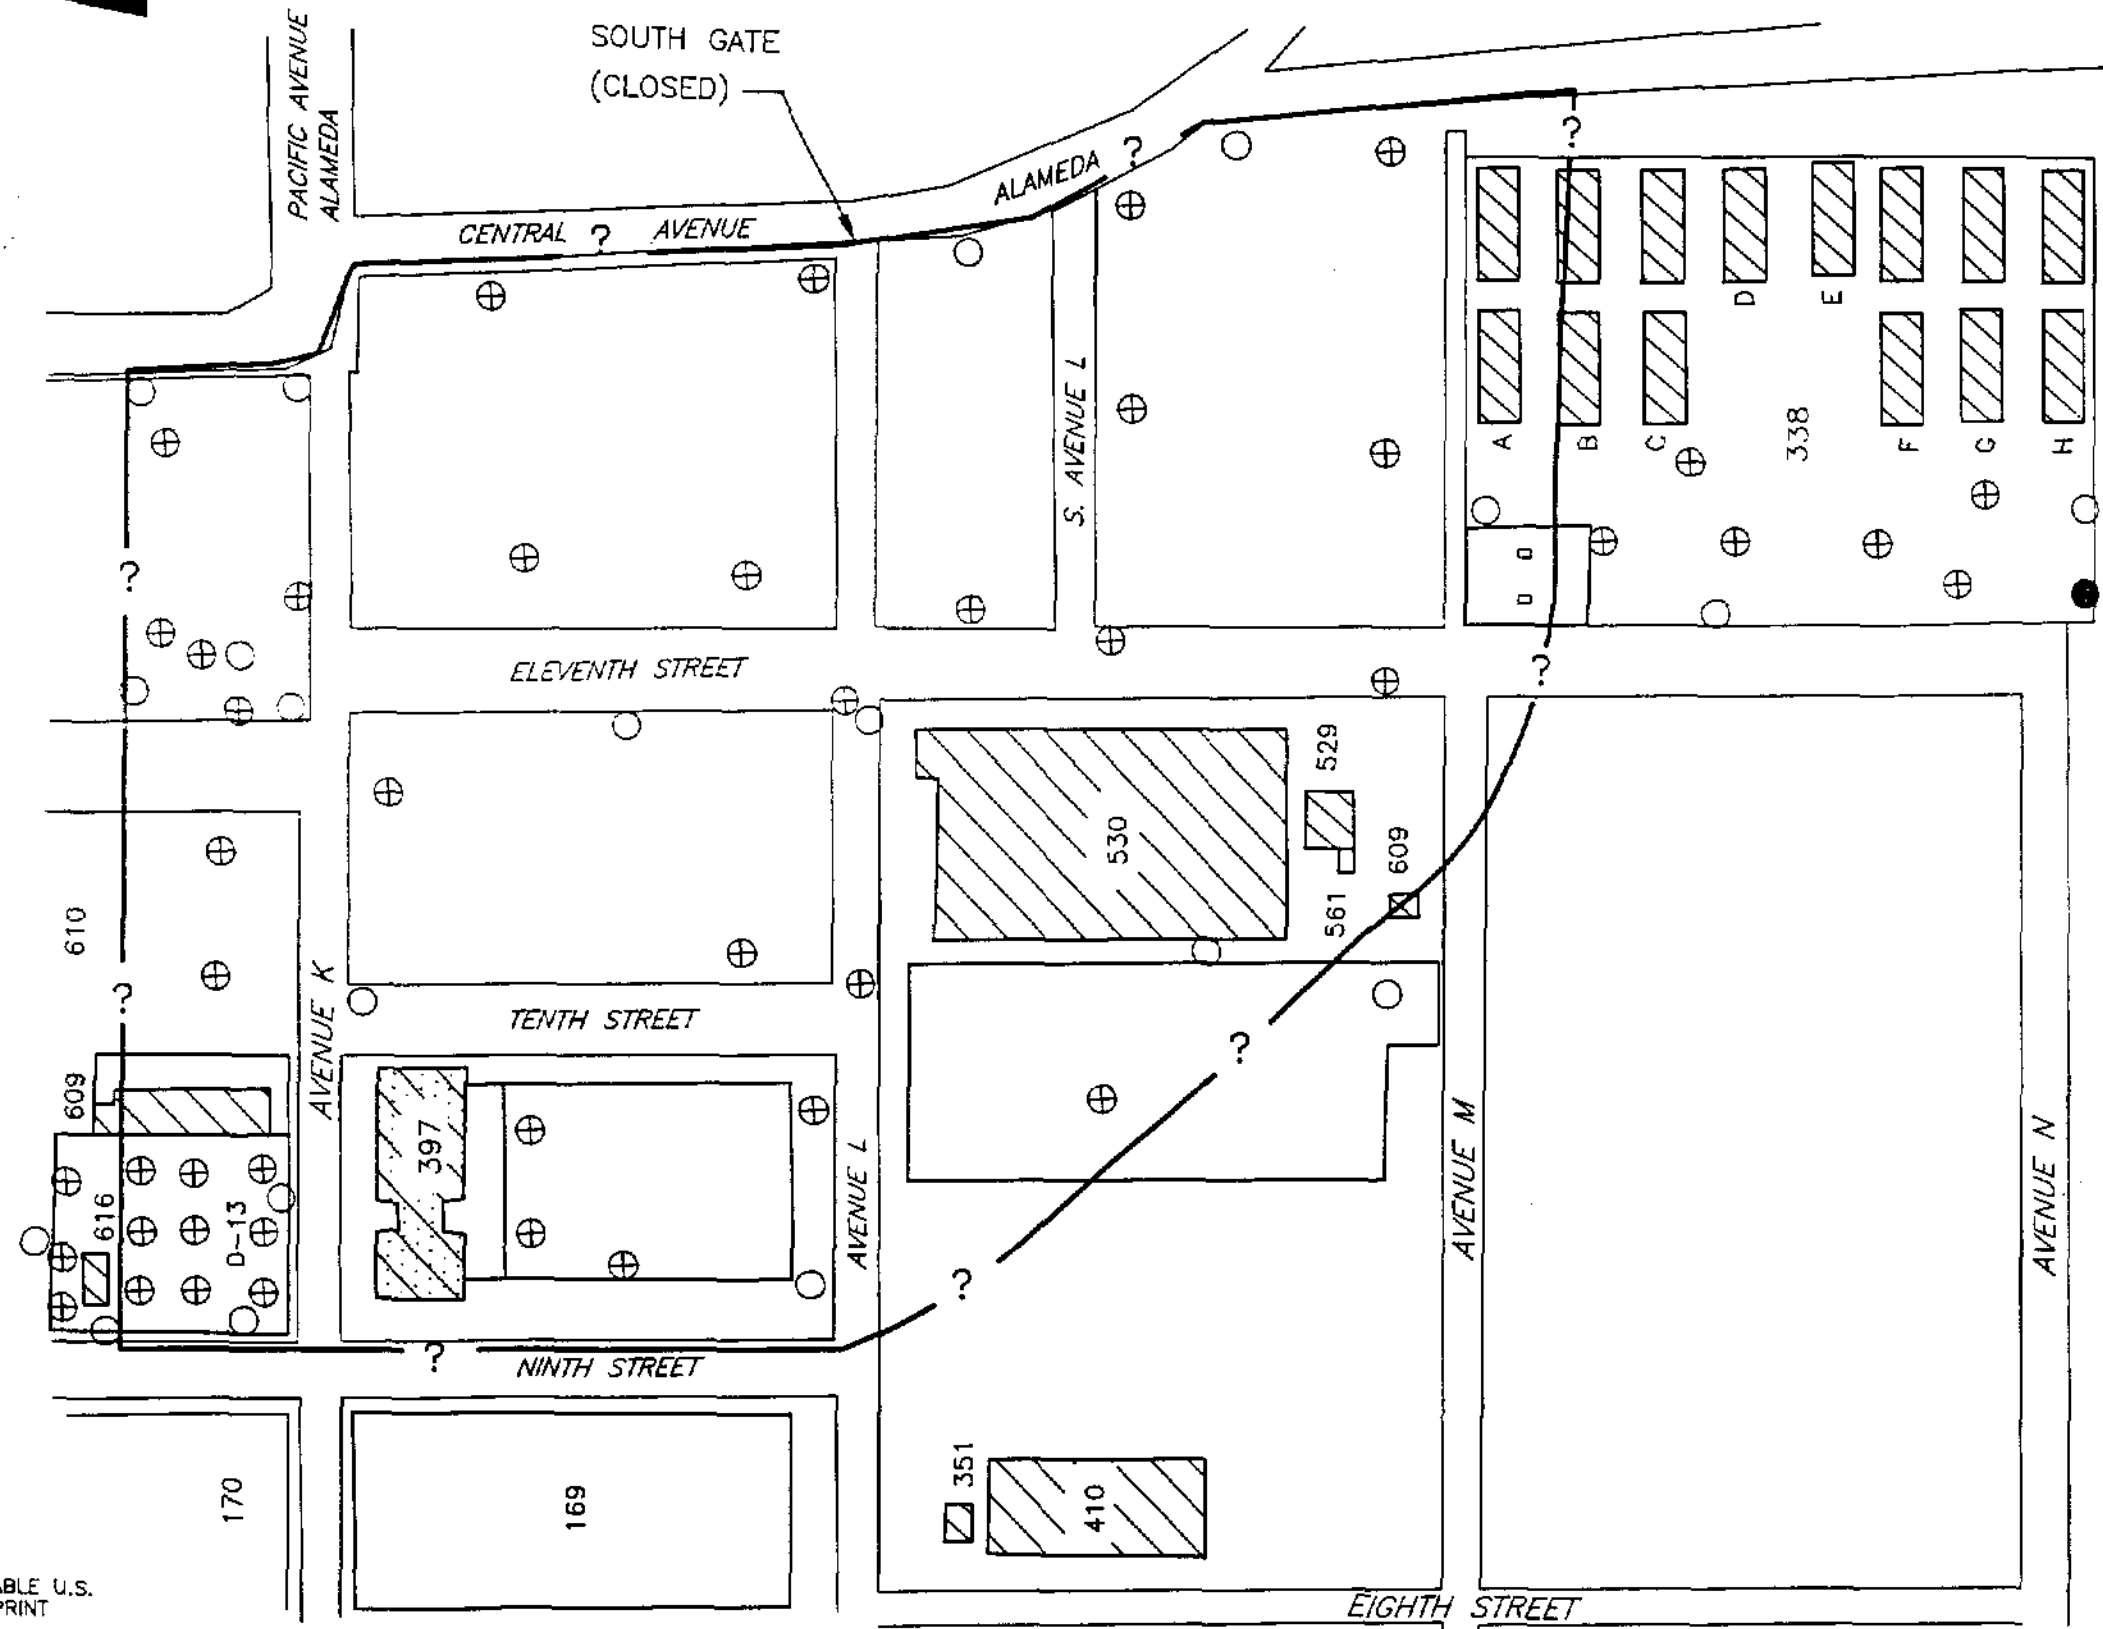 SOUTH GATE
(CLOSED)
PACIFIC AVENUE
ALAMEDA
CENTRAL ? AVENUE
ALAMEDA ?
?
S. AVENUE L
D
E
A
B
C
338
F
G
H
?
ELEVENTH STREET
?
529
530
609
561
610
?
AVENUE K
TENTH STREET
?
609
397
616
D-13
AVENUE L
?
AVENUE M
AVENUE N
?
NINTH STREET
170
169
351
410
ABLE U.S.
PRINT
EIGHTH STREET